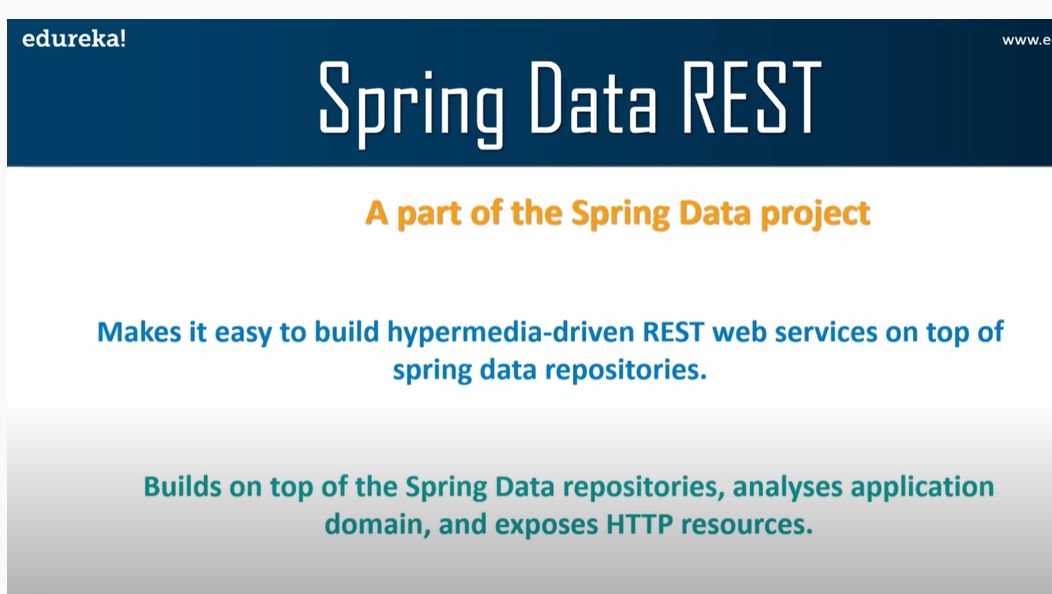 edureka!
Spring Data REST
A part of the Spring Data project
Makes it easy to build hypermedia-driven REST web services on top of
spring data repositories.
Builds on top of the Spring Data repositories, analyses application
domain, and exposes HTTP resources.